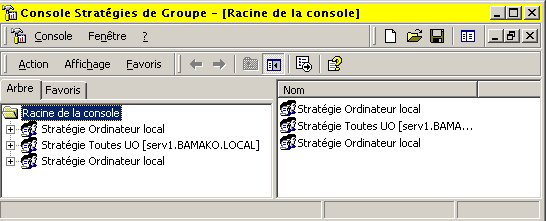 Console Stratégies de Groupe - [Racine de la console]
Console Fenêtre ?
Action Affichage Favoris
Arbre Favoris
Racine de la console
Stratégie Ordinateur local
Stratégie Toutes UO [serv1.BAMAKO.LOCAL]
Stratégie Ordinateur local
Nom
Stratégie Ordinateur local
Stratégie Toutes UO [serv1.BAMA...
Stratégie Ordinateur local